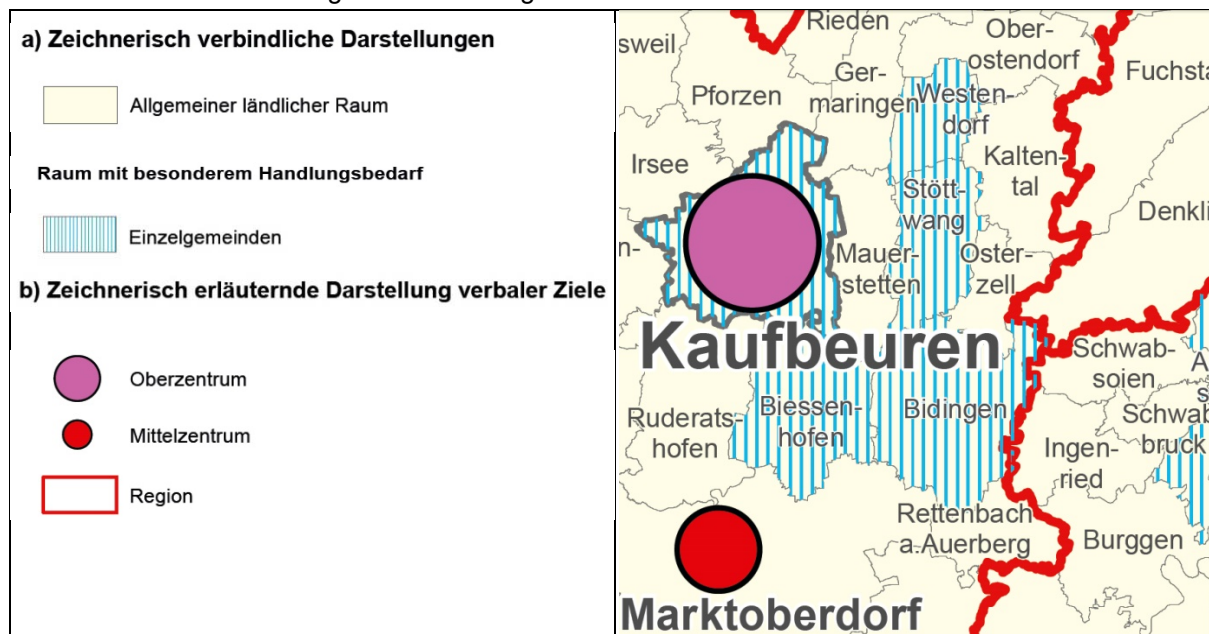 a) Zeichnerisch verbindliche Darstellungen
Allgemeiner ländlicher Raum
Raum mit besonderem Handlungsbedarf
Einzelgemeinden
b) Zeichnerisch erläuternde Darstellung verbaler Ziele
Oberzentrum
Mittelzentrum
Region
Rieden
Ober-
ostendorf
sweil
Ger-
maringen
Fuchsta
Pforzen
Westen-
dorf
Irsee
Kalten-
tal
Stött-
wang
Denkli
n-
Mauer-
stetten
Oster-
zell
Kaufbeuren
Schwab-
soien
A
s
Ruderats-
hofen
Biessen-
hofen
Bidingen
Schwab
bruck
Ingen-
ried
Rettenbach
a.Auerberg
Burggen
Marktoberdorf